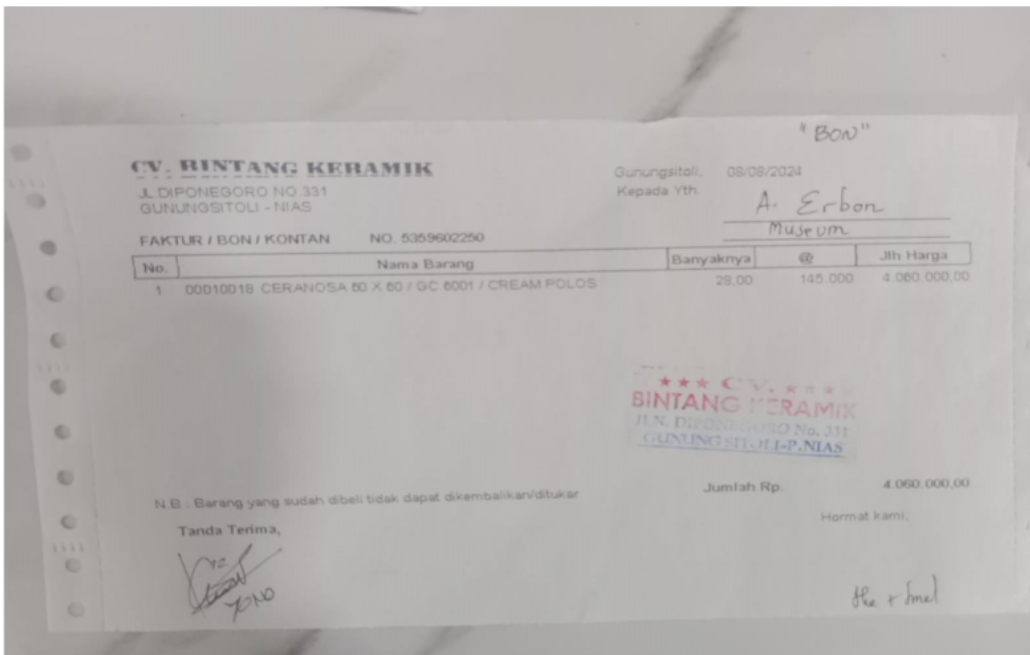 "BON"
CV. BINTANG KERAMIK
JL. DIPONEGORO NO.331
GUNUNGSITOLI - NIAS
Gunungsitoli, 08/08/2024
Kepada Yth.
A. Erbon
Museum
FAKTUR / BON / KONTAN NO. 5359602250
No. Nama Barang Banyaknya @ Jlh Harga
1 00010018 CERANOSA 60 X 60 / GC 6001 / CREAM POLOS 28,00 145.000 4.060.000,00
*** CV. ***
BINTANG KERAMIK
JLN. DIPONEGORO No. 331
GUNUNG SITOLI-P.NIAS
Jumlah Rp. 4.060.000,00
N.B : Barang yang sudah dibeli tidak dapat dikembalikan/ditukar
Tanda Terima,
Hormat kami,
YONO